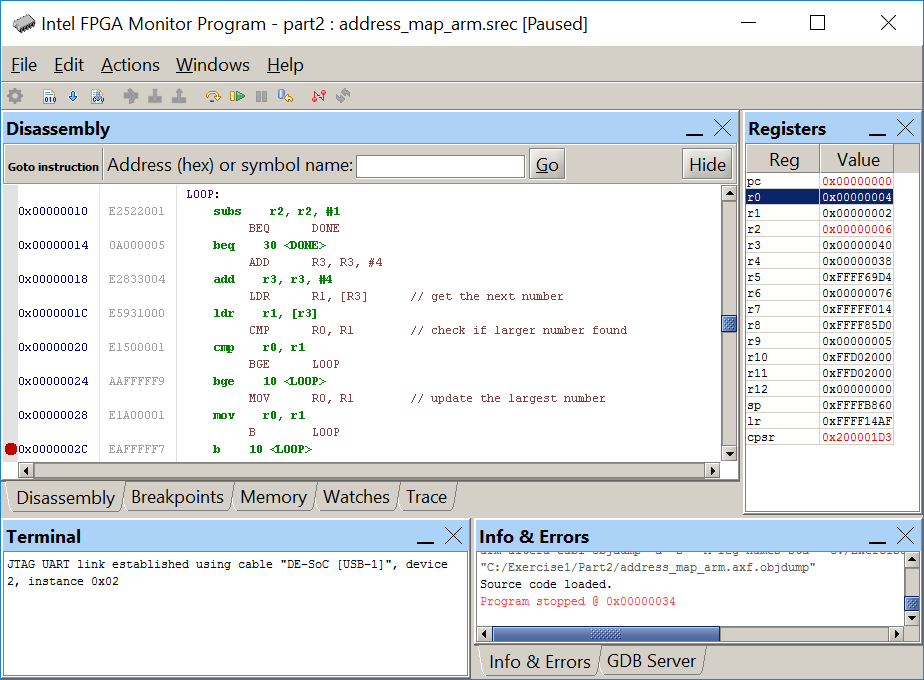 Intel FPGA Monitor Program - part2 : address_map_arm.srec [Paused]
File Edit Actions Windows Help
Disassembly
Goto instruction Address (hex) or symbol name: Go Hide
LOOP:
0x00000010 E2522001 subs r2, r2, #1
BEQ DONE
0x00000014 0A000005 beq 30 <DONE>
ADD R3, R3, #4
0x00000018 E2833004 add r3, r3, #4
LDR R1, [R3] // get the next number
0x0000001C E5931000 ldr r1, [r3]
CMP R0, R1 // check if larger number found
0x00000020 E1500001 cmp r0, r1
BGE LOOP
0x00000024 AAFFFFF9 bge 10 <LOOP>
MOV R0, R1 // update the largest number
0x00000028 E1A00001 mov r0, r1
B LOOP
0x0000002C EAFFFFF7 b 10 <LOOP>
Disassembly Breakpoints Memory Watches Trace
Registers
Reg Value
pc 0x00000000
r0 0x00000004
r1 0x00000002
r2 0x00000006
r3 0x00000040
r4 0x00000038
r5 0xFFFF69D4
r6 0x00000076
r7 0xFFFFF014
r8 0xFFFF85D0
r9 0x00000005
r10 0xFFD02000
r11 0xFFD02000
r12 0x00000000
sp 0xFFFFB860
lr 0xFFFF14AF
cpsr 0x200001D3
Terminal
JTAG UART link established using cable "DE-SoC [USB-1]", device
2, instance 0x02
Info & Errors
"C:/Exercise1/Part2/address_map_arm.axf.objdump"
Source code loaded.
Program stopped @ 0x00000034
Info & Errors GDB Server